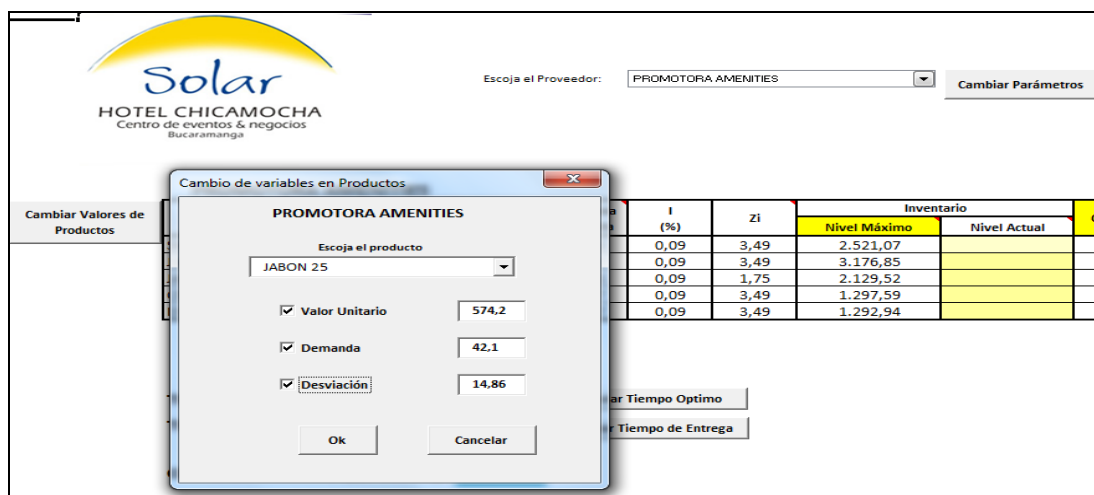 Solar
HOTEL CHICAMOCHA
Centro de eventos & negocios
Bucaramanga
Escoja el Proveedor:
PROMOTORA AMENITIES
Cambiar Parámetros
Cambiar Valores de
Productos
Cambio de variables en Productos
PROMOTORA AMENITIES
Escoja el producto
JABON 25
Valor Unitario 574,2
Demanda 42,1
Desviación 14,86
Ok Cancelar
I
(%)
Zi
Inventario
Nivel Máximo Nivel Actual
0,09 3,49 2.521,07
0,09 3,49 3.176,85
0,09 1,75 2.129,52
0,09 3,49 1.297,59
0,09 3,49 1.292,94
ar Tiempo Optimo
r Tiempo de Entrega